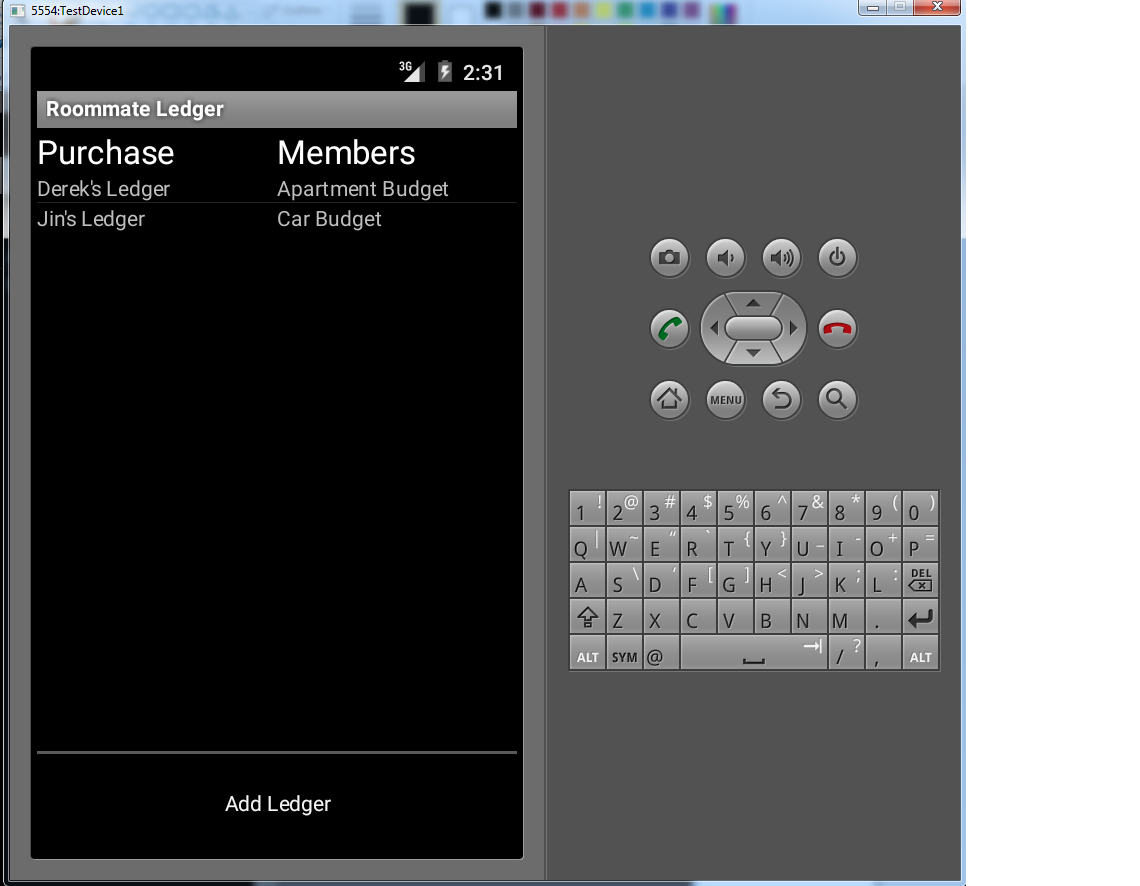 5554:TestDevice1
3G 2:31
Roommate Ledger
Purchase Members
Derek's Ledger Apartment Budget
Jin's Ledger Car Budget
Add Ledger
MENU
1 ! 2 @ 3 # 4 $ 5 % 6 ^ 7 & 8 * 9 ( 0 )
Q | W ~ E “ R ` T { Y } U _ I - O + P =
A S \ D ‘ F [ G ] H < J > K ; L : DEL
Z X C V B N M .
ALT SYM @ / ? , ALT